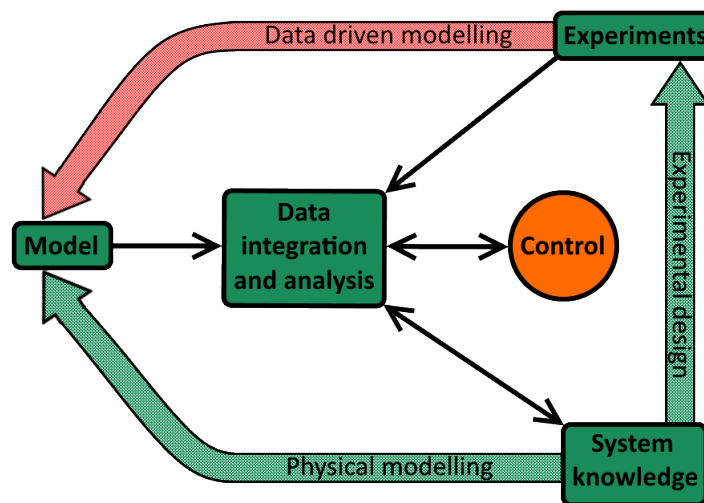 Data driven modelling
Experiments
Data
integration
and analysis
Model
Control
Experimental design
System
knowledge
Physical modelling